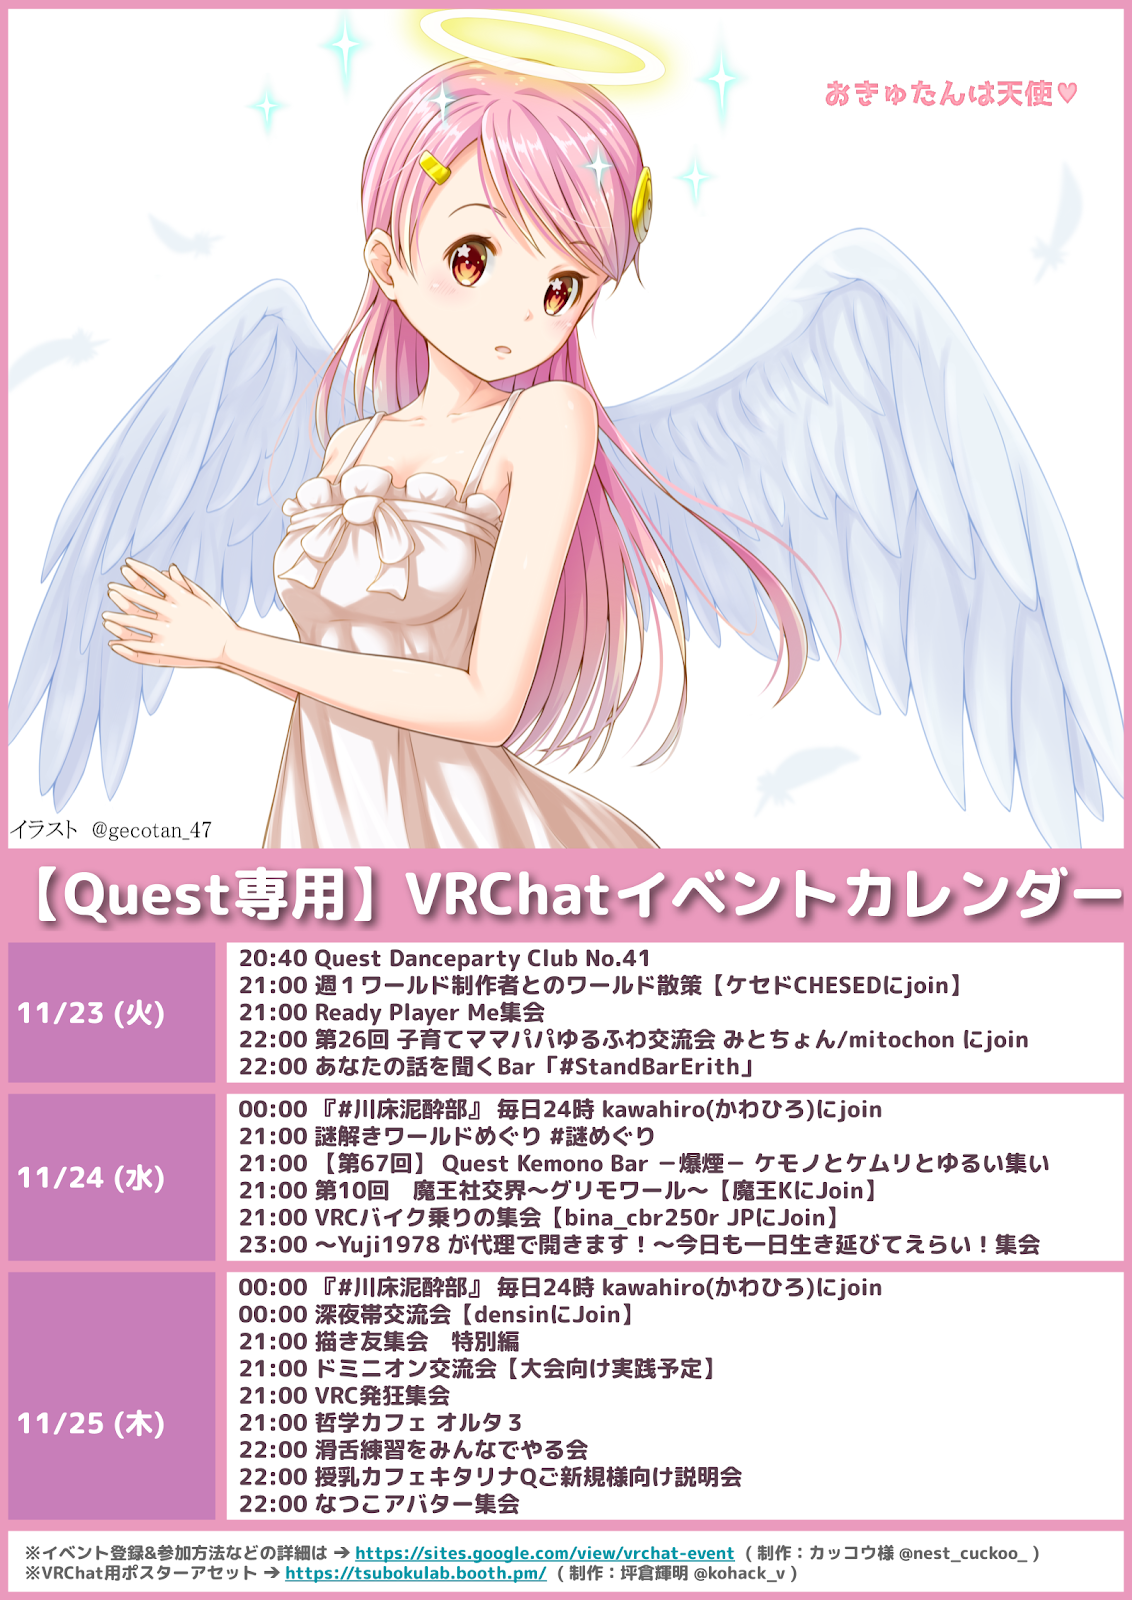 おきゅたんは天使♥
イラスト @gecotan_47
【Quest専用】VRChatイベントカレンダー
11/23 (火)
20:40 Quest Danceparty Club No.41
21:00 週１ワールド制作者とのワールド散策【ケセドCHESEDにjoin】
21:00 Ready Player Me集会
22:00 第26回 子育てママパパゆるふわ交流会 みとちょん/mitochon にjoin
22:00 あなたの話を聞くBar「#StandBarErith」
11/24 (水)
00:00 『#川床泥酔部』 毎日24時 kawahiro(かわひろ)にjoin
21:00 謎解きワールドめぐり #謎めぐり
21:00 【第67回】 Quest Kemono Bar －爆煙－ ケモノとケムリとゆるい集い
21:00 第10回　魔王社交界～グリモワール～【魔王KにJoin】
21:00 VRCバイク乗りの集会【bina_cbr250r JPにJoin】
23:00 ～Yuji1978 が代理で開きます！～今日も一日生き延びてえらい！集会
11/25 (木)
00:00 『#川床泥酔部』 毎日24時 kawahiro(かわひろ)にjoin
00:00 深夜帯交流会【densinにJoin】
21:00 描き友集会　特別編
21:00 ドミニオン交流会【大会向け実践予定】
21:00 VRC発狂集会
21:00 哲学カフェ オルタ３
22:00 滑舌練習をみんなでやる会
22:00 授乳カフェキタリナQご新規様向け説明会
22:00 なつこアバター集会
※イベント登録&参加方法などの詳細は ➔ https://sites.google.com/view/vrchat-event ( 制作：カッコウ様 @nest_cuckoo_ )
※VRChat用ポスターアセット ➔ https://tsubokulab.booth.pm/ ( 制作：坪倉輝明 @kohack_v )